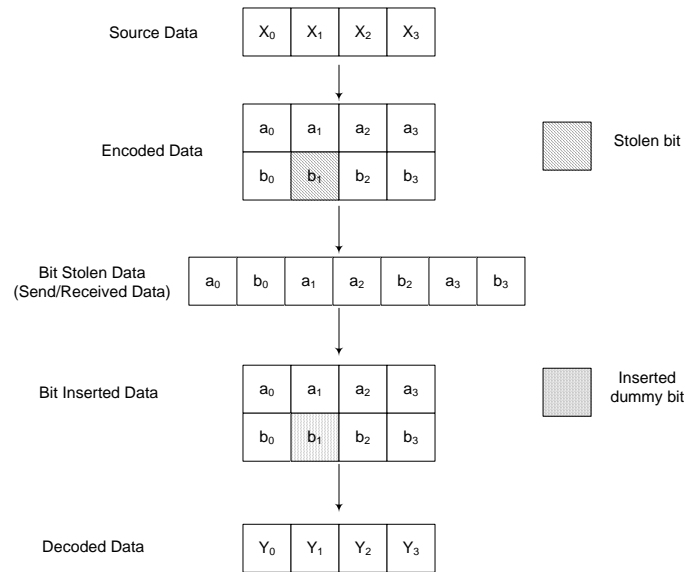 Source Data
X₀ X₁ X₂ X₃
Encoded Data
a₀ a₁ a₂ a₃
b₀ b₁ b₂ b₃
Stolen bit
Bit Stolen Data
(Send/Received Data)
a₀ b₀ a₁ a₂ b₂ a₃ b₃
Bit Inserted Data
a₀ a₁ a₂ a₃
b₀ b₁ b₂ b₃
Inserted
dummy bit
Decoded Data
Y₀ Y₁ Y₂ Y₃